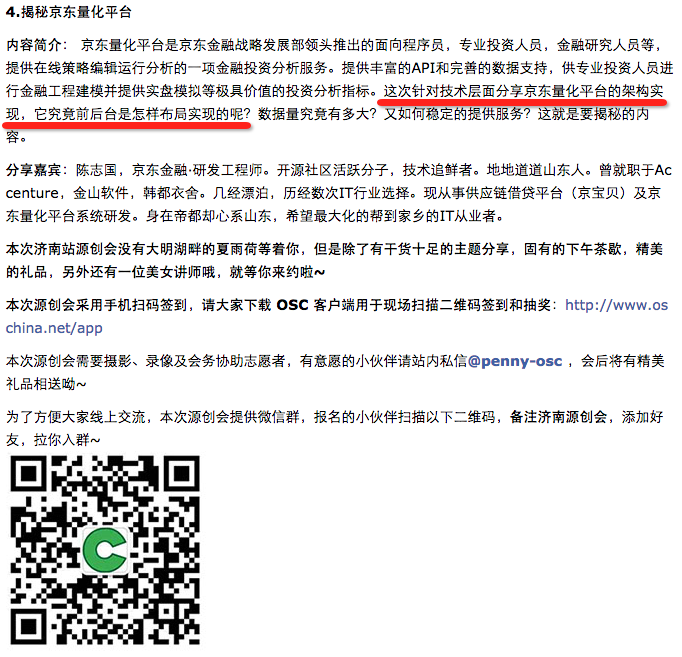 4.揭秘京东量化平台
内容简介： 京东量化平台是京东金融战略发展部领头推出的面向程序员，专业投资人员，金融研究人员等，
提供在线策略编辑运行分析的一项金融投资分析服务。提供丰富的API和完善的数据支持，供专业投资人员进
行金融工程建模并提供实盘模拟等极具价值的投资分析指标。这次针对技术层面分享京东量化平台的架构实
现，它究竟前后台是怎样布局实现的呢？数据量究竟有多大？又如何稳定的提供服务？这就是要揭秘的内
容。
分享嘉宾：陈志国，京东金融·研发工程师。开源社区活跃分子，技术追鲜者。地地道道山东人。曾就职于Ac
centure，金山软件，韩都衣舍。几经漂泊，历经数次IT行业选择。现从事供应链借贷平台（京宝贝）及京
东量化平台系统研发。身在帝都却心系山东，希望最大化的帮到家乡的IT从业者。
本次济南站源创会没有大明湖畔的夏雨荷等着你，但是除了有干货十足的主题分享，固有的下午茶歇，精美
的礼品，另外还有一位美女讲师哦，就等你来约啦~
本次源创会采用手机扫码签到，请大家下载 OSC 客户端用于现场扫描二维码签到和抽奖：http://www.os
china.net/app
本次源创会需要摄影、录像及会务协助志愿者，有意愿的小伙伴请站内私信@penny-osc ，会后将有精美
礼品相送呦~
为了方便大家线上交流，本次源创会提供微信群，报名的小伙伴扫描以下二维码，备注济南源创会，添加好
友，拉你入群~